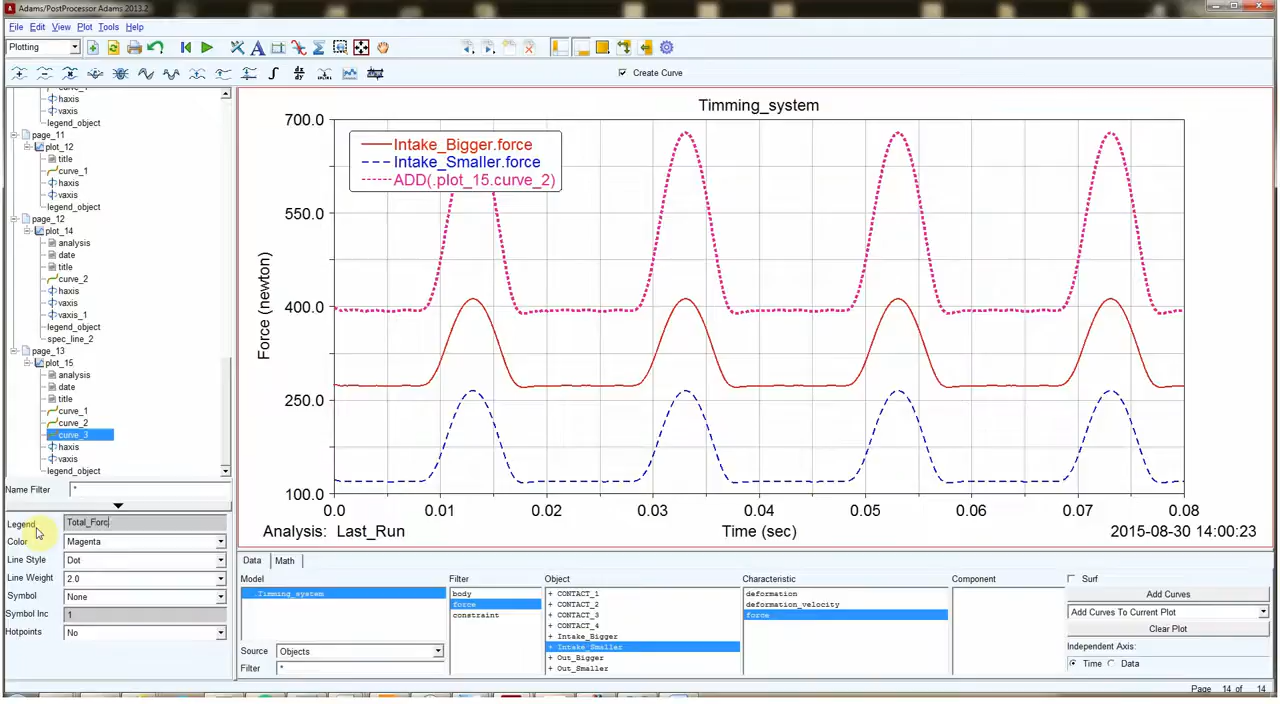 Adams/PostProcessor Adams 2013.2
File Edit View Plot Tools Help
Plotting
Create Curve
curve_1
haxis
vaxis
legend_object
page_11
plot_12
title
curve_1
haxis
vaxis
legend_object
page_12
plot_14
analysis
date
title
curve_2
haxis
vaxis
vaxis_1
legend_object
spec_line_2
page_13
plot_15
analysis
date
title
curve_1
curve_2
curve_3
haxis
vaxis
legend_object
Name Filter *
Legend Total_Forc
Color Magenta
Line Style Dot
Line Weight 2.0
Symbol None
Symbol Inc 1
Hotpoints No
Timming_system
Intake_Bigger.force
Intake_Smaller.force
ADD(.plot_15.curve_2)
700.0
550.0
400.0
250.0
100.0
Force (newton)
0.0 0.01 0.02 0.03 0.04 0.05 0.06 0.07 0.08
Analysis: Last_Run Time (sec) 2015-08-30 14:00:23
Data Math
Model Filter Object Characteristic Component Surf
.Timming_system
body
force
constraint
+ CONTACT_1
+ CONTACT_2
+ CONTACT_3
+ CONTACT_4
+ Intake_Bigger
+ Intake_Smaller
+ Out_Bigger
+ Out_Smaller
deformation
deformation_velocity
force
Add Curves
Add Curves To Current Plot
Clear Plot
Independent Axis:
Time Data
Source Objects
Filter *
Page 14 of 14